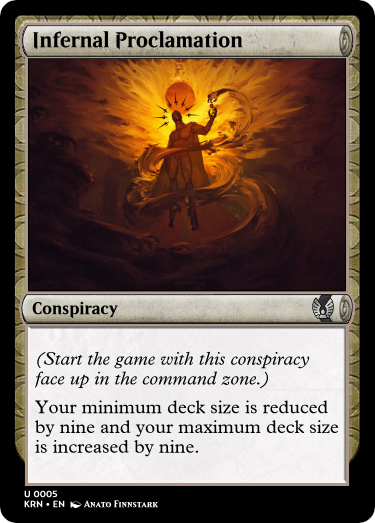 Infernal Proclamation
Conspiracy
(Start the game with this conspiracy
face up in the command zone.)
Your minimum deck size is reduced
by nine and your maximum deck size
is increased by nine.
U 0005
KRN • EN Anato Finnstark